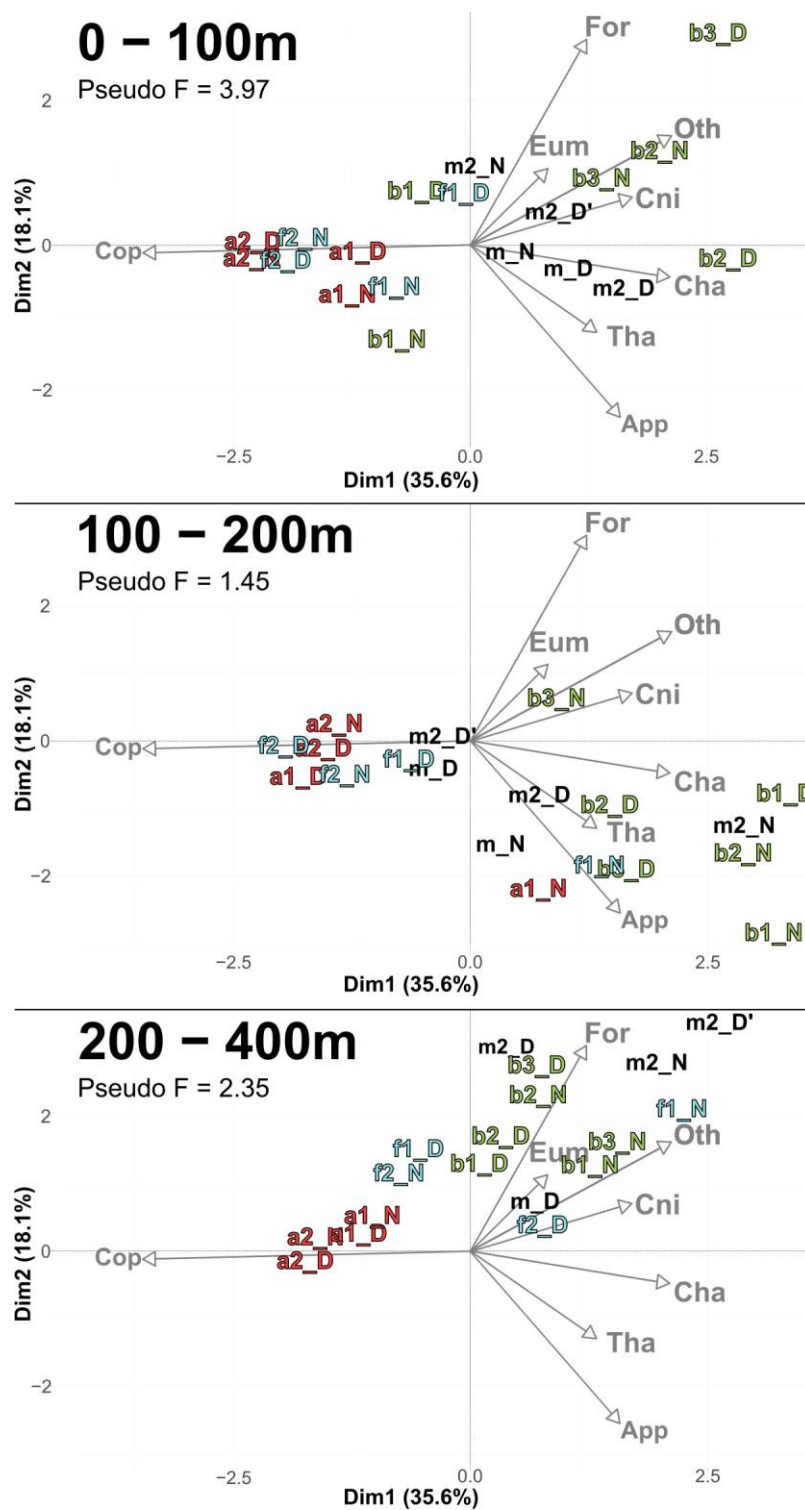 0 – 100m
Pseudo F = 3.97
For
b3_D
2
Oth
Eum
m2_N
b2_N
b1_D
f1_D
b3_N
Cni
m2_D'
a2_D
f2_N
a1_D
m_N
0
Cop
f2_D
b2_D
m_D
m2_D
Cha
a1_N
f1_N
b1_N
Tha
−2
App
−2.5
0.0
2.5
Dim1 (35.6%)
Dim2 (18.1%)
100 – 200m
Pseudo F = 1.45
For
2
Oth
Eum
b3_N
Cni
a2_N
m2_D'
0
Cop
f2_D
a2_D
f1_D
m_D
a1_D
f2_N
Cha
m2_D
b2_D
b1_D
Tha
m2_N
m_N
b2_N
f1_N
b3_D
−2
a1_N
App
b1_N
−2.5
0.0
2.5
Dim1 (35.6%)
Dim2 (18.1%)
200 – 400m
Pseudo F = 2.35
For
m2_D'
m2_D
b3_D
m2_N
b2_N
2
f1_N
Oth
f1_D
b2_D
b3_N
f2_N
b1_D
Eum
b1_N
m_D
Cni
a1_N
f2_D
a2_N
a1_D
0
Cop
a2_D
Cha
Tha
−2
App
−2.5
0.0
2.5
Dim1 (35.6%)
Dim2 (18.1%)